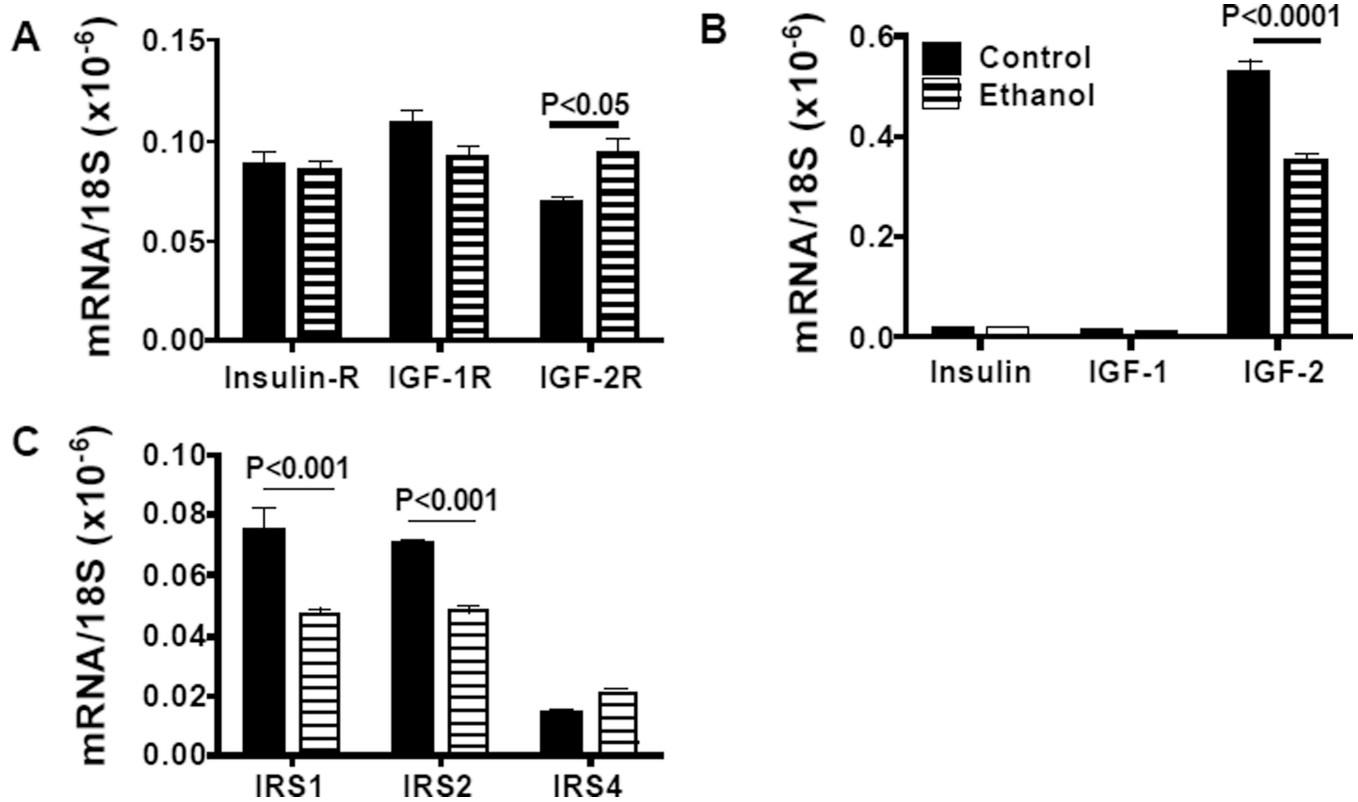 A
mRNA/18S (x10-6)
0.15
0.10
0.05
0.00
P<0.05
Insulin-R IGF-1R IGF-2R
B
mRNA/18S (x10-6)
0.6
0.4
0.2
0.0
Control
Ethanol
P<0.0001
Insulin IGF-1 IGF-2
C
mRNA/18S (x10-6)
0.10
0.08
0.06
0.04
0.02
0.00
P<0.001
P<0.001
IRS1 IRS2 IRS4